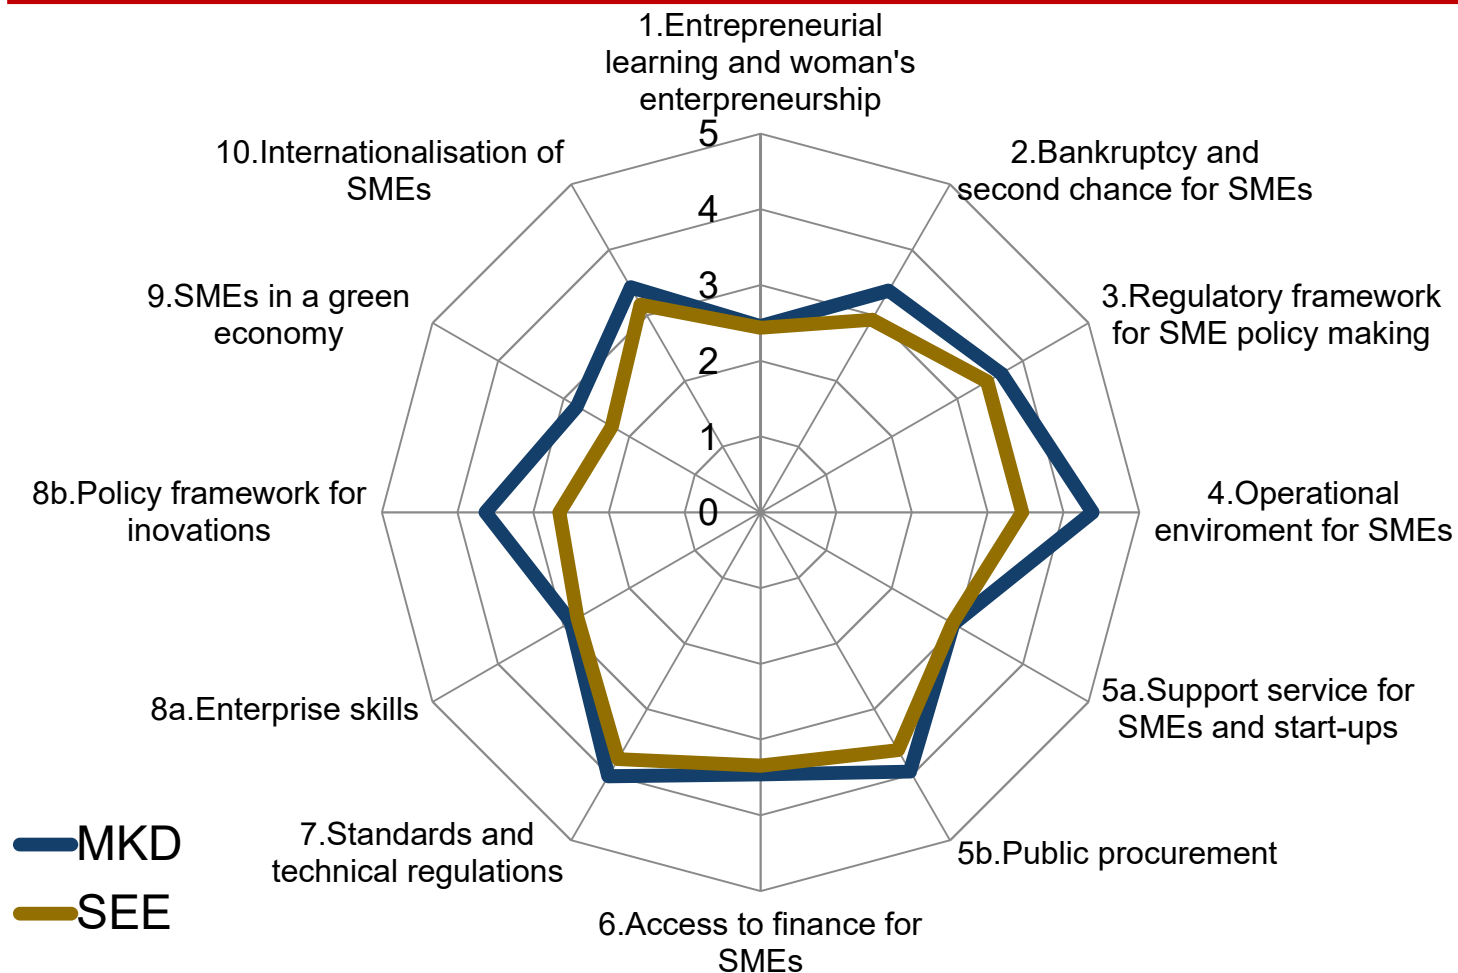 1.Entrepreneurial
learning and woman's
enterpreneurship
10.Internationalisation of
SMEs
2.Bankruptcy and
second chance for SMEs
9.SMEs in a green
economy
3.Regulatory framework
for SME policy making
8b.Policy framework for
inovations
4.Operational
enviroment for SMEs
8a.Enterprise skills
5a.Support service for
SMEs and start-ups
7.Standards and
technical regulations
5b.Public procurement
6.Access to finance for
SMEs
5
4
3
2
1
0
MKD
SEE